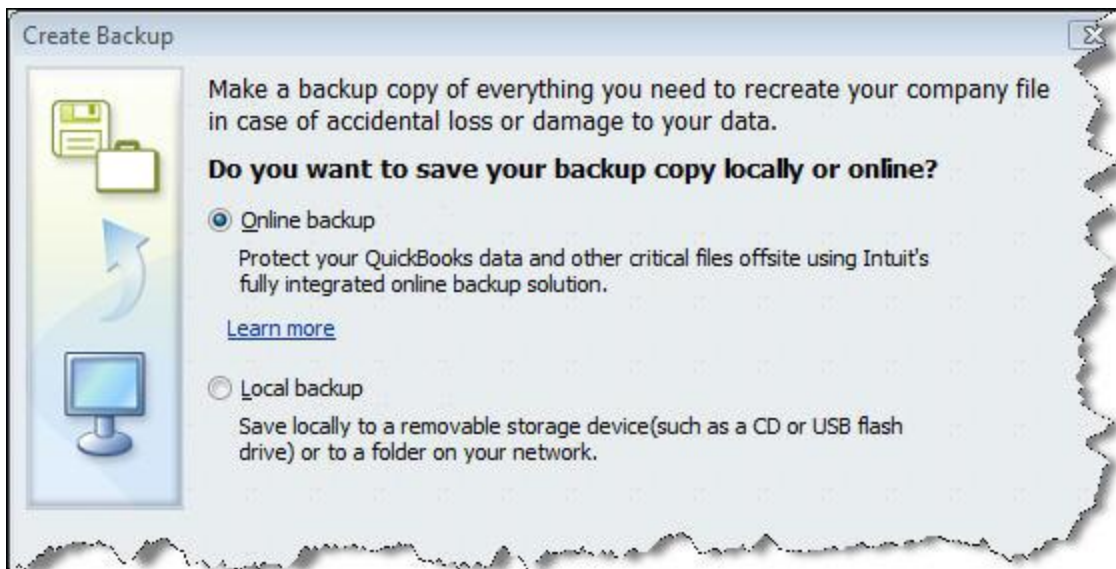 Create Backup
Make a backup copy of everything you need to recreate your company file
in case of accidental loss or damage to your data.
Do you want to save your backup copy locally or online?
Online backup
Protect your QuickBooks data and other critical files offsite using Intuit's
fully integrated online backup solution.
Learn more
Local backup
Save locally to a removable storage device(such as a CD or USB flash
drive) or to a folder on your network.